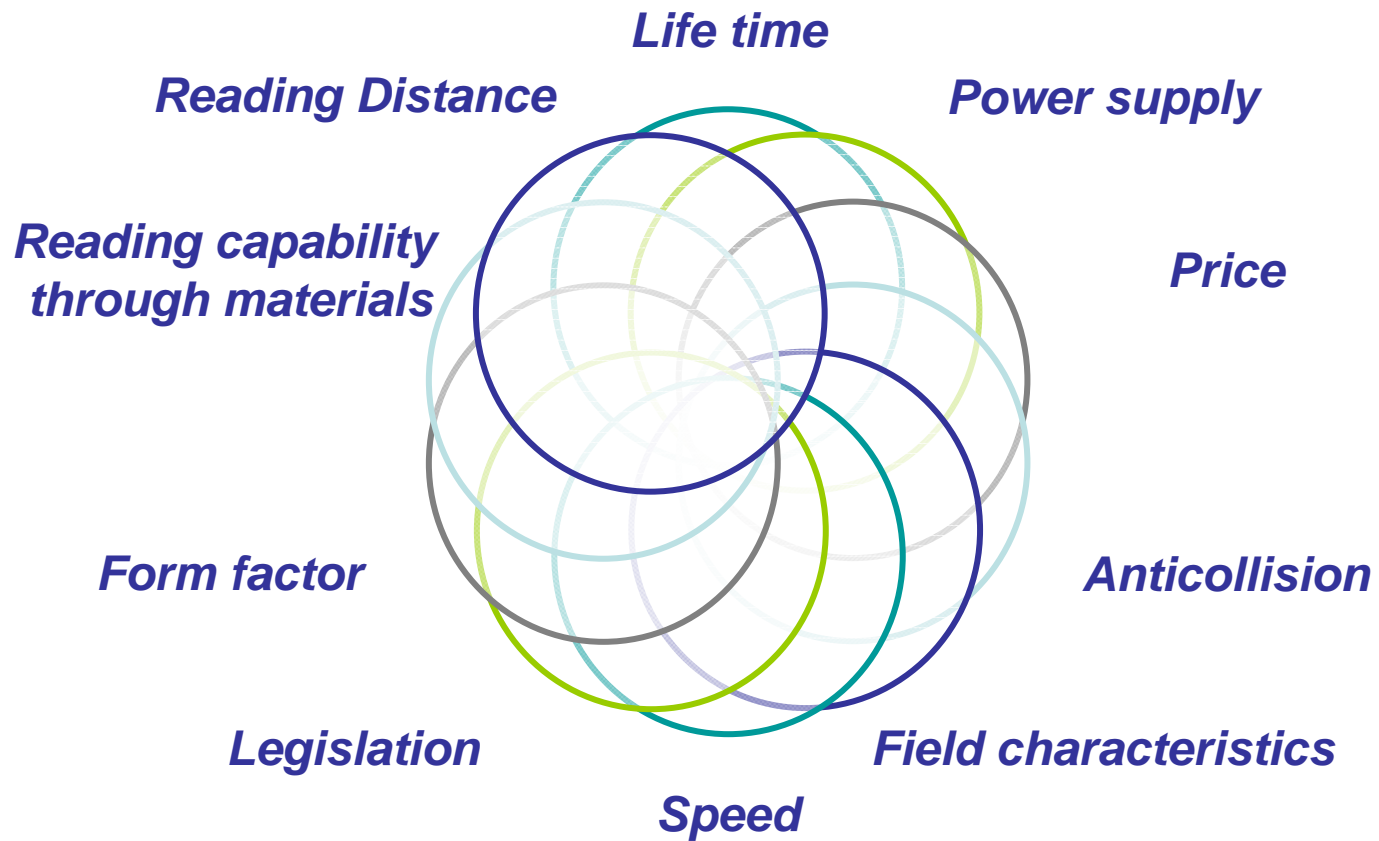 Life time
Reading Distance
Power supply
Reading capability
through materials
Price
Form factor
Anticollision
Legislation
Field characteristics
Speed